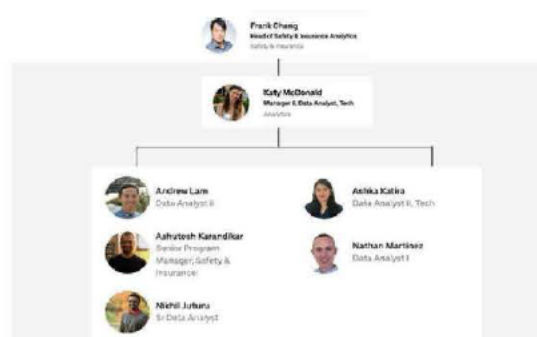 Frank Chang
Head of Safety & Insurance Analytics
Safety & Insurance
Katy McDonald
Manager II, Data Analyst, Tech
Analytics
Andrew Lam
Data Analyst II
Ashutosh Karandikar
Senior Program
Manager, Safety &
Insurance
Nikhil Juturu
Sr Data Analyst
Ashka Katira
Data Analyst II, Tech
Nathan Martinez
Data Analyst I